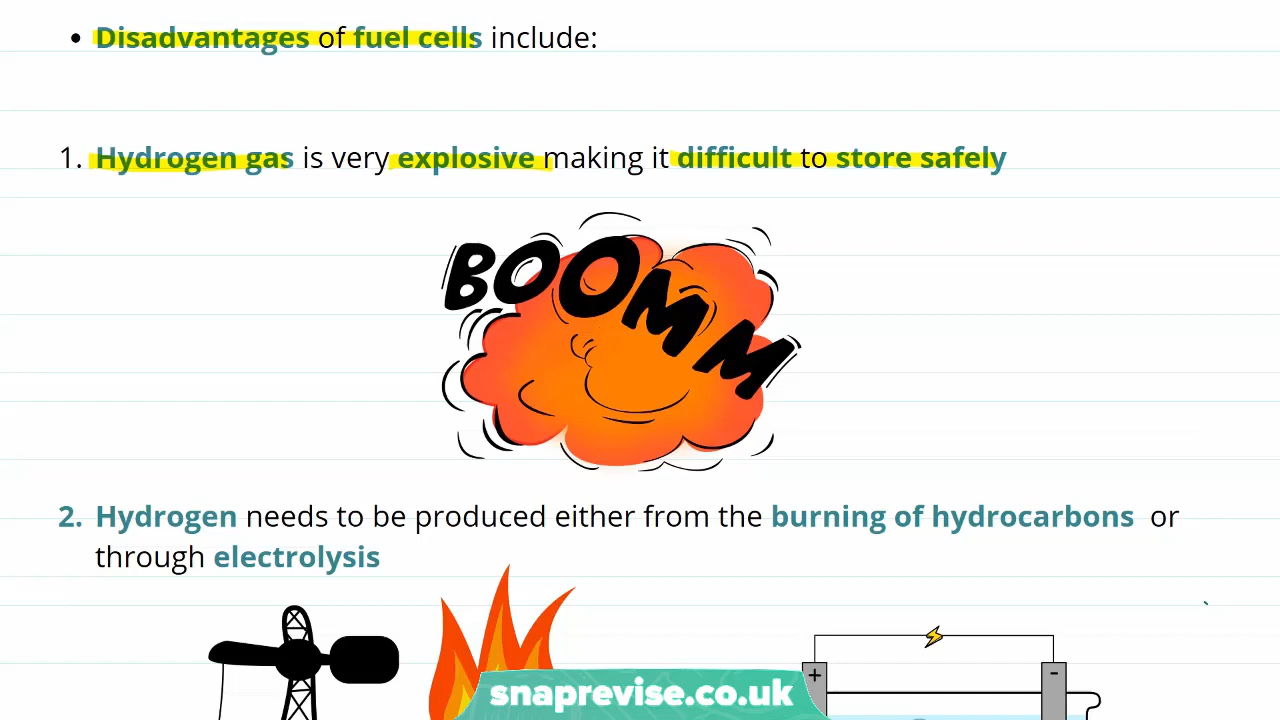 • Disadvantages of fuel cells include:
1. Hydrogen gas is very explosive making it difficult to store safely
BOOMM
2. Hydrogen needs to be produced either from the burning of hydrocarbons or
through electrolysis
+ -
snaprevise.co.uk